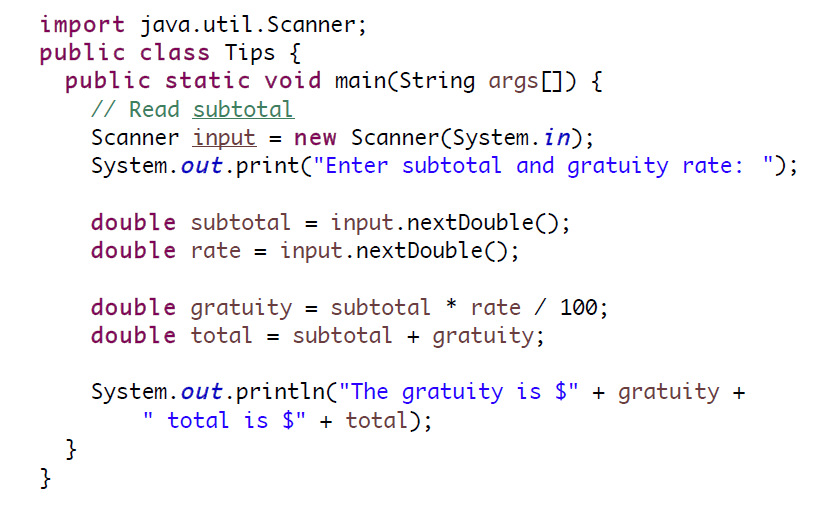 import java.util.Scanner;
public class Tips {
  public static void main(String args[]) {
    // Read subtotal
    Scanner input = new Scanner(System.in);
    System.out.print("Enter subtotal and gratuity rate: ");

    double subtotal = input.nextDouble();
    double rate = input.nextDouble();

    double gratuity = subtotal * rate / 100;
    double total = subtotal + gratuity;

    System.out.println("The gratuity is $" + gratuity +
        " total is $" + total);
  }
}